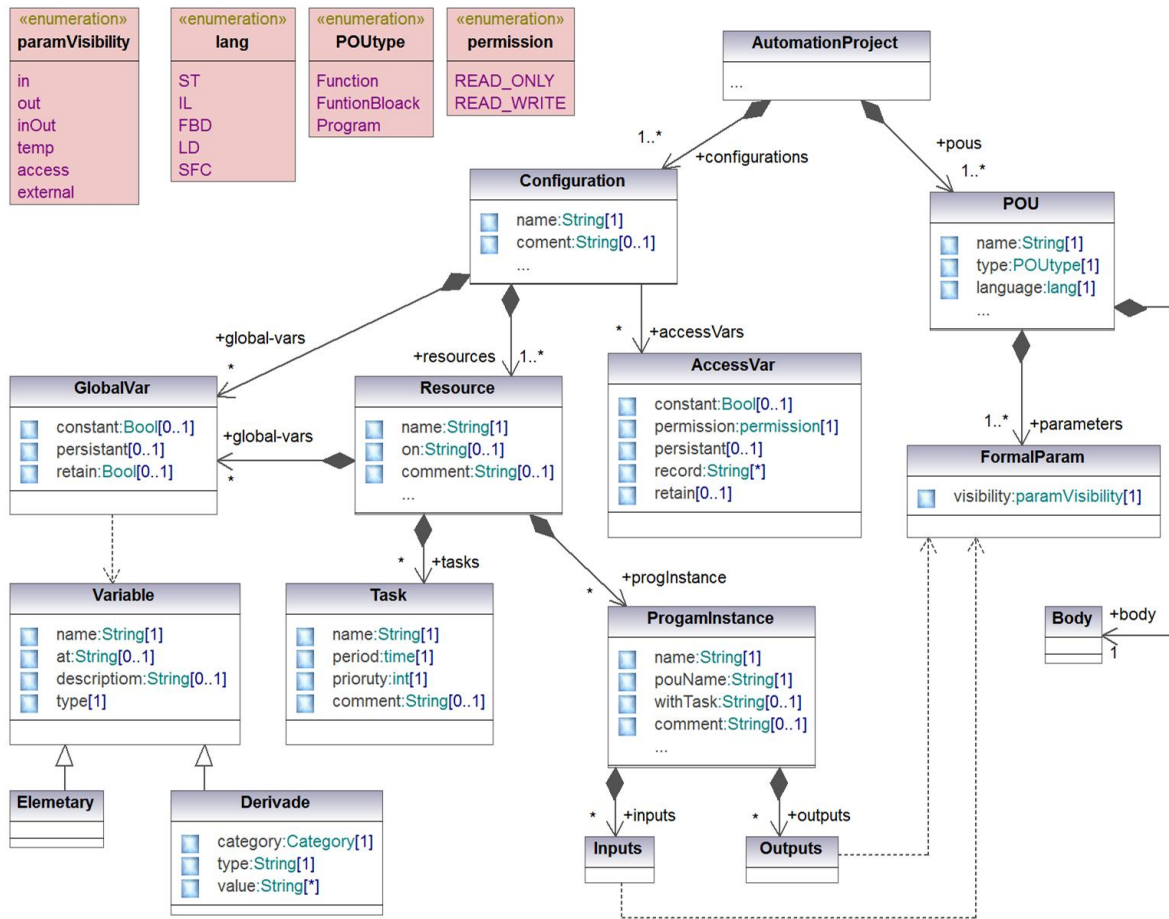 «enumeration»
paramVisibility
in
out
inOut
temp
access
external
«enumeration»
lang
ST
IL
FBD
LD
SFC
«enumeration»
POUtype
Function
FuntionBloack
Program
«enumeration»
permission
READ_ONLY
READ_WRITE
AutomationProject
...
1..*
+configurations
+pous
1..*
Configuration
name:String[1]
coment:String[0..1]
...
POU
name:String[1]
type:POUtype[1]
language:lang[1]
...
+global-vars
*
+resources
1..*
*
+accessVars
GlobalVar
constant:Bool[0..1]
persistant[0..1]
retain:Bool[0..1]
+global-vars
*
Resource
name:String[1]
on:String[0..1]
comment:String[0..1]
...
AccessVar
constant:Bool[0..1]
permission:permission[1]
persistant[0..1]
record:String[*]
retain[0..1]
1..*
+parameters
FormalParam
visibility:paramVisibility[1]
*
+tasks
+progInstance
*
Variable
name:String[1]
at:String[0..1]
descriptiom:String[0..1]
type[1]
Task
name:String[1]
period:time[1]
prioruty:int[1]
comment:String[0..1]
ProgamInstance
name:String[1]
pouName:String[1]
withTask:String[0..1]
comment:String[0..1]
...
Body
+body
1
Elemetary
Derivade
category:Category[1]
type:String[1]
value:String[*]
*
+inputs
*
+outputs
Inputs
Outputs